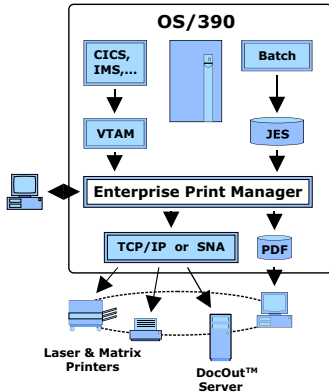 OS/390
CICS,
IMS,...
Batch
VTAM
JES
Enterprise Print Manager
TCP/IP or SNA
PDF
Laser & Matrix
Printers
DocOut™
Server